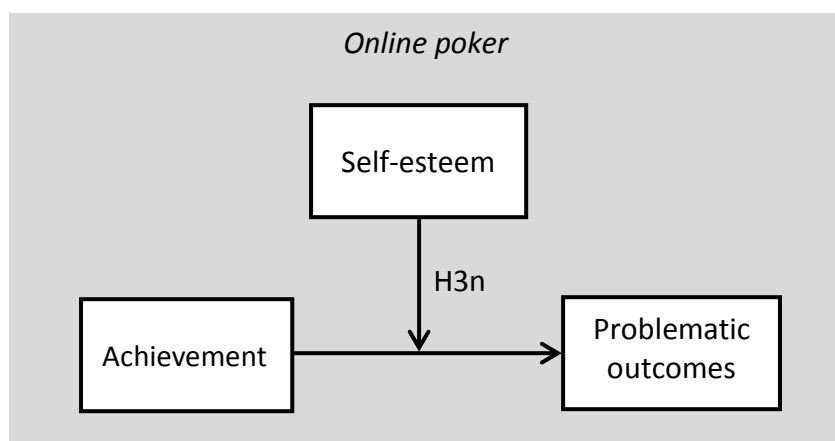 Online poker
Self-esteem
H3n
Achievement
Problematic
outcomes